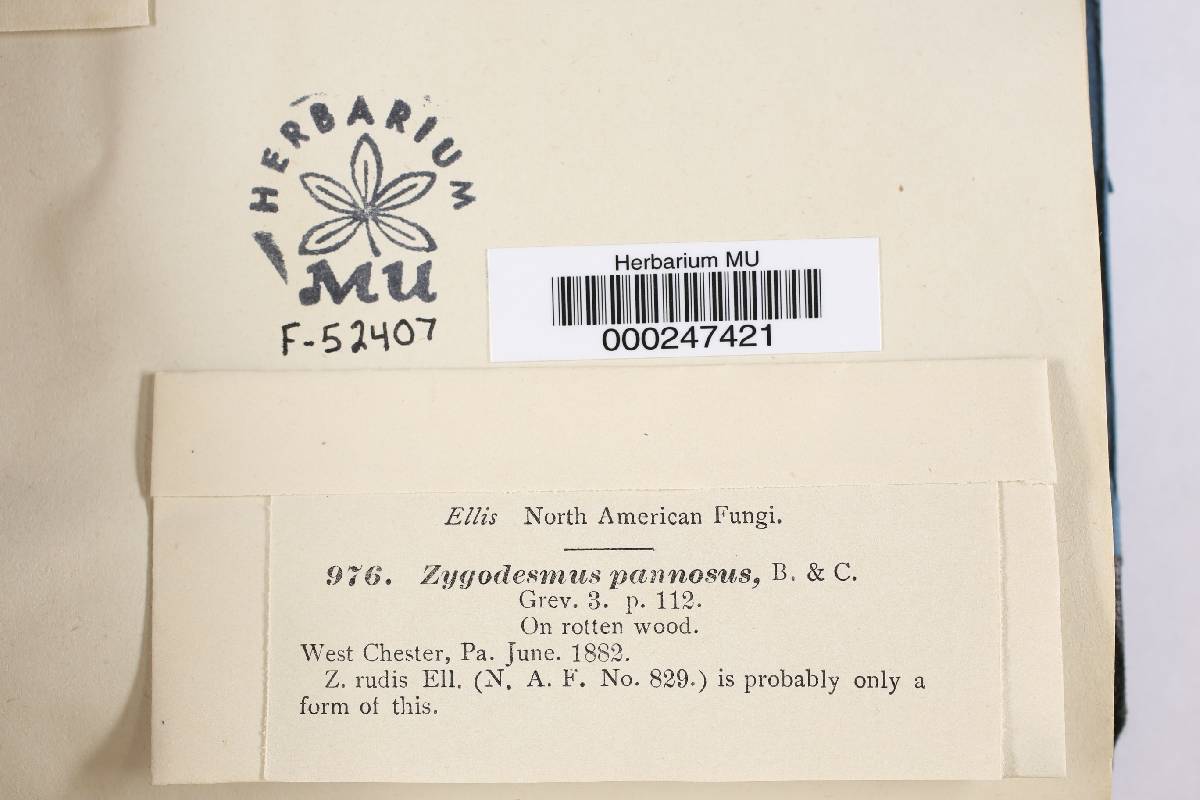 HERBARIUM
MU
F-52407
Herbarium MU
000247421
Ellis North American Fungi.
976. Zygodesmus pannosus, B. & C.
Grev. 3. p. 112.
On rotten wood.
West Chester, Pa. June. 1882.
Z. rudis Ell. (N. A. F. No. 829.) is probably only a
form of this.